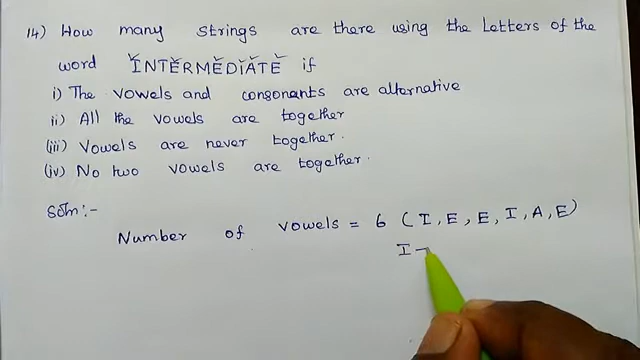 14) How many strings are there using the letters of the
word INTERMEDIATE if
i) The vowels and consonants are alternative
ii) All the vowels are together
(iii) Vowels are never together.
(iv) No two vowels are together.
Soln:-
Number of vowels = 6 (I, E, E, I, A, E)
I →